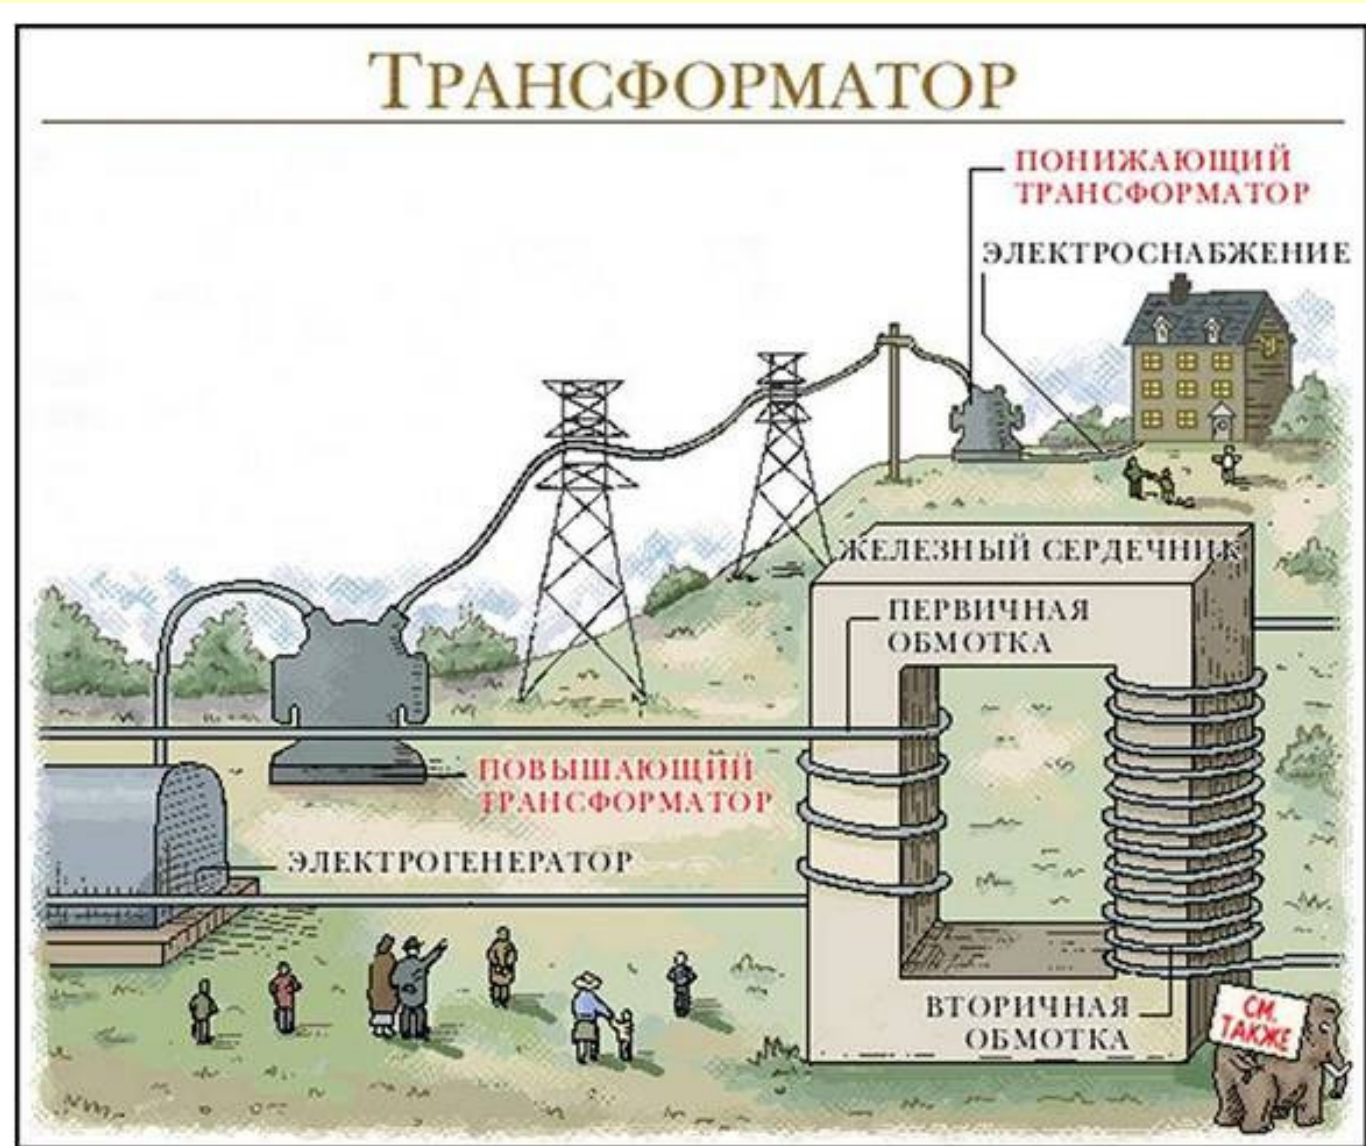 ТРАНСФОРМАТОР
ПОНИЖАЮЩИЙ
ТРАНСФОРМАТОР
ЭЛЕКТРОСНАБЖЕНИЕ
ЖЕЛЕЗНЫЙ СЕРДЕЧНИК
ПЕРВИЧНАЯ
ОБМОТКА
ПОВЫШАЮЩИЙ
ТРАНСФОРМАТОР
ЭЛЕКТРОГЕНЕРАТОР
ВТОРИЧНАЯ
ОБМОТКА
СМ.
ТАКЖЕ